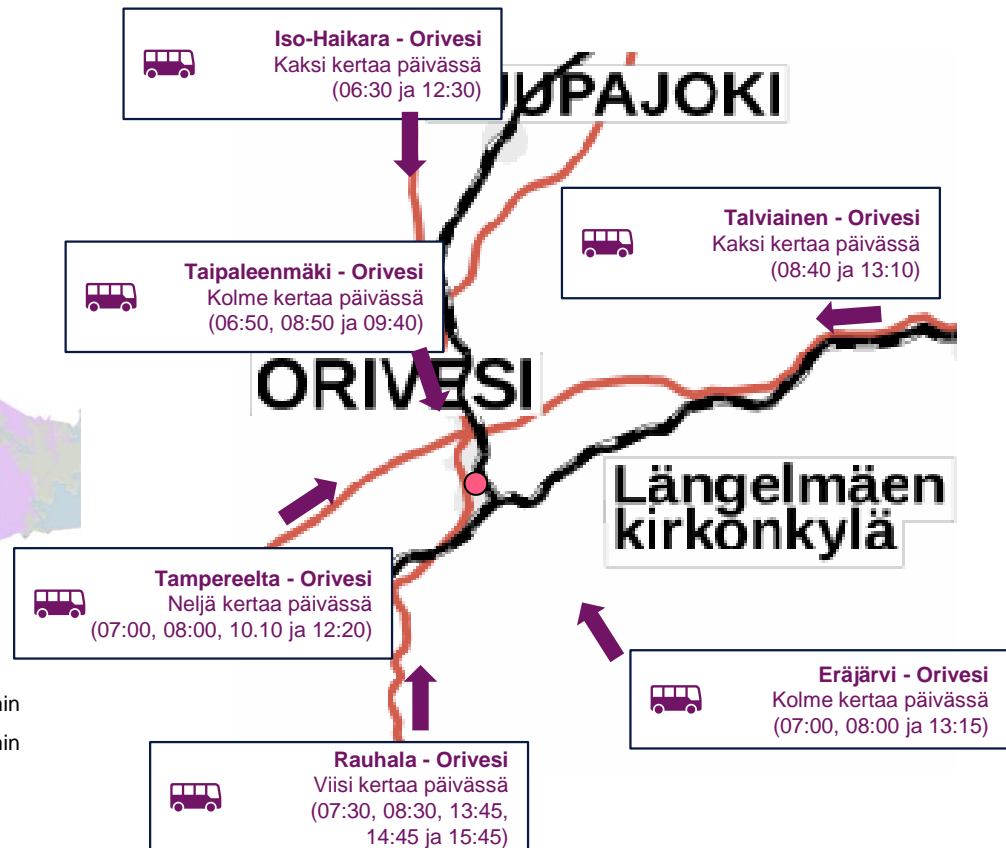 Iso-Haikara - Orivesi
Kaksi kertaa päivässä
(06:30 ja 12:30)
UPAJOKI
Talviainen - Orivesi
Kaksi kertaa päivässä
(08:40 ja 13:10)
Taipaleenmäki - Orivesi
Kolme kertaa päivässä
(06:50, 08:50 ja 09:40)
ORIVESI
Längelmäen
kirkonkylä
Tampereelta - Orivesi
Neljä kertaa päivässä
(07:00, 08:00, 10.10 ja 12:20)
Eräjärvi - Orivesi
Kolme kertaa päivässä
(07:00, 08:00 ja 13:15)
Rauhala - Orivesi
Viisi kertaa päivässä
(07:30, 08:30, 13:45,
14:45 ja 15:45)